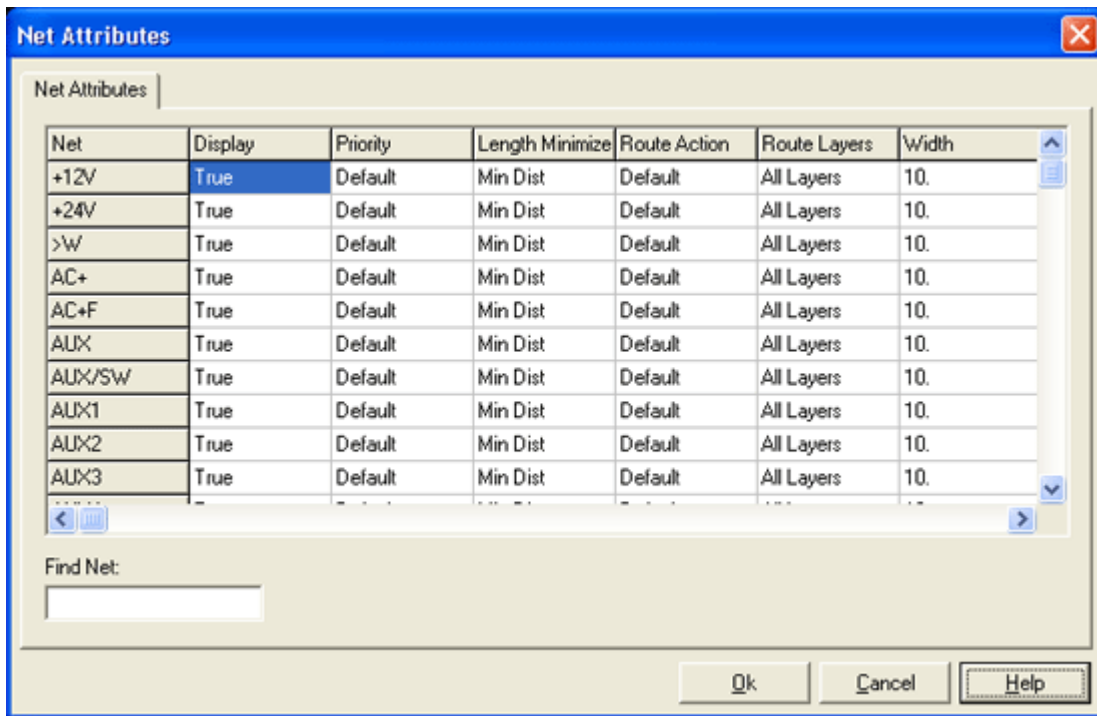 Net Attributes
Net Attributes
Net Display Priority Length Minimize Route Action Route Layers Width
+12V True Default Min Dist Default All Layers 10.
+24V True Default Min Dist Default All Layers 10.
>W True Default Min Dist Default All Layers 10.
AC+ True Default Min Dist Default All Layers 10.
AC+F True Default Min Dist Default All Layers 10.
AUX True Default Min Dist Default All Layers 10.
AUX/SW True Default Min Dist Default All Layers 10.
AUX1 True Default Min Dist Default All Layers 10.
AUX2 True Default Min Dist Default All Layers 10.
AUX3 True Default Min Dist Default All Layers 10.
Find Net:
Ok Cancel Help